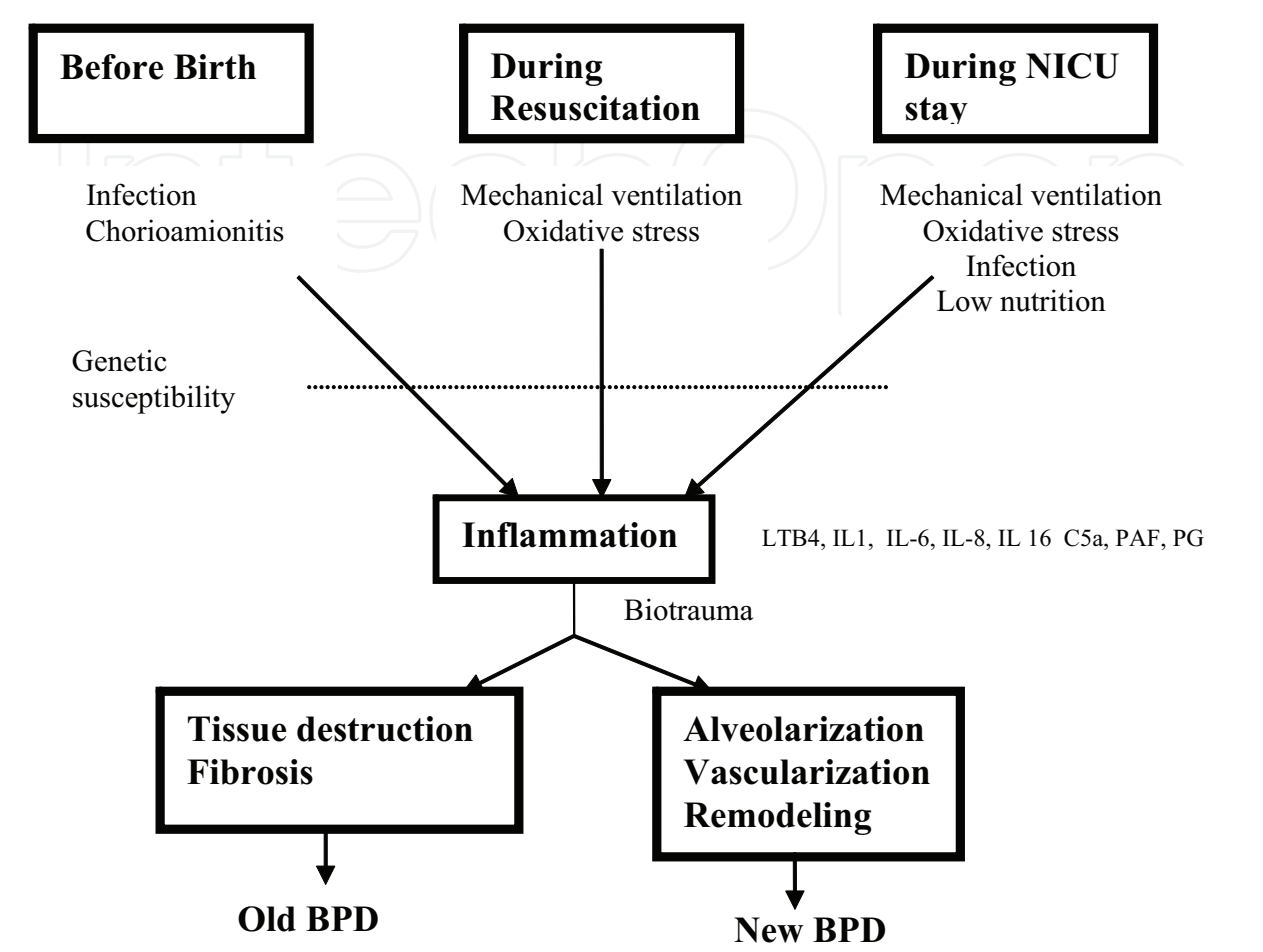 Before Birth
During
Resuscitation
During NICU
stay
IntechOpen
Infection
Chorioamionitis
Mechanical ventilation
Oxidative stress
Mechanical ventilation
Oxidative stress
Infection
Low nutrition
Genetic
susceptibility
Inflammation
LTB4, IL1, IL-6, IL-8, IL 16 C5a, PAF, PG
Biotrauma
Tissue destruction
Fibrosis
Alveolarization
Vascularization
Remodeling
Old BPD
New BPD